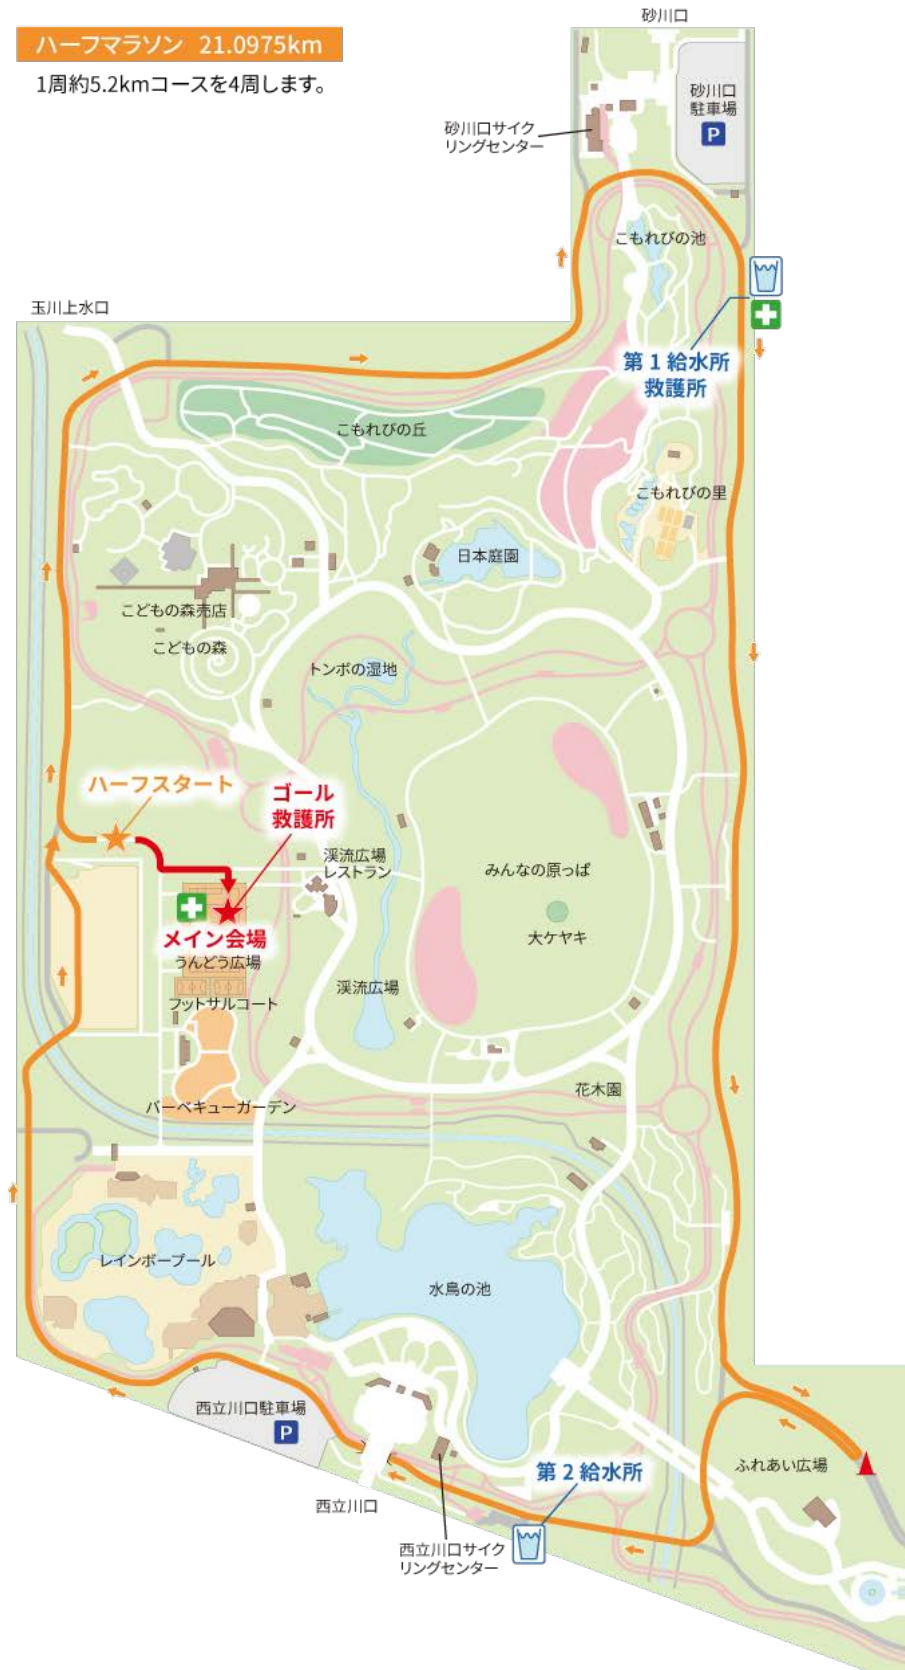 ハーフマラソン 21.0975km
1周約5.2kmコースを4周します。
砂川口
砂川口
駐車場
P
砂川口サイク
リングセンター
こもれびの池
玉川上水口
第1給水所
救護所
こもれびの丘
こもれびの里
日本庭園
こどもの森売店
こどもの森
トンボの湿地
ハーフスタート
ゴール
救護所
渓流広場
レストラン
みんなの原っぱ
大ケヤキ
メイン会場
うんどう広場
渓流広場
フットサルコート
花木園
バーベキューガーデン
レインボープール
水鳥の池
西立川口駐車場
P
ふれあい広場
第2給水所
西立川口
西立川口サイク
リングセンター